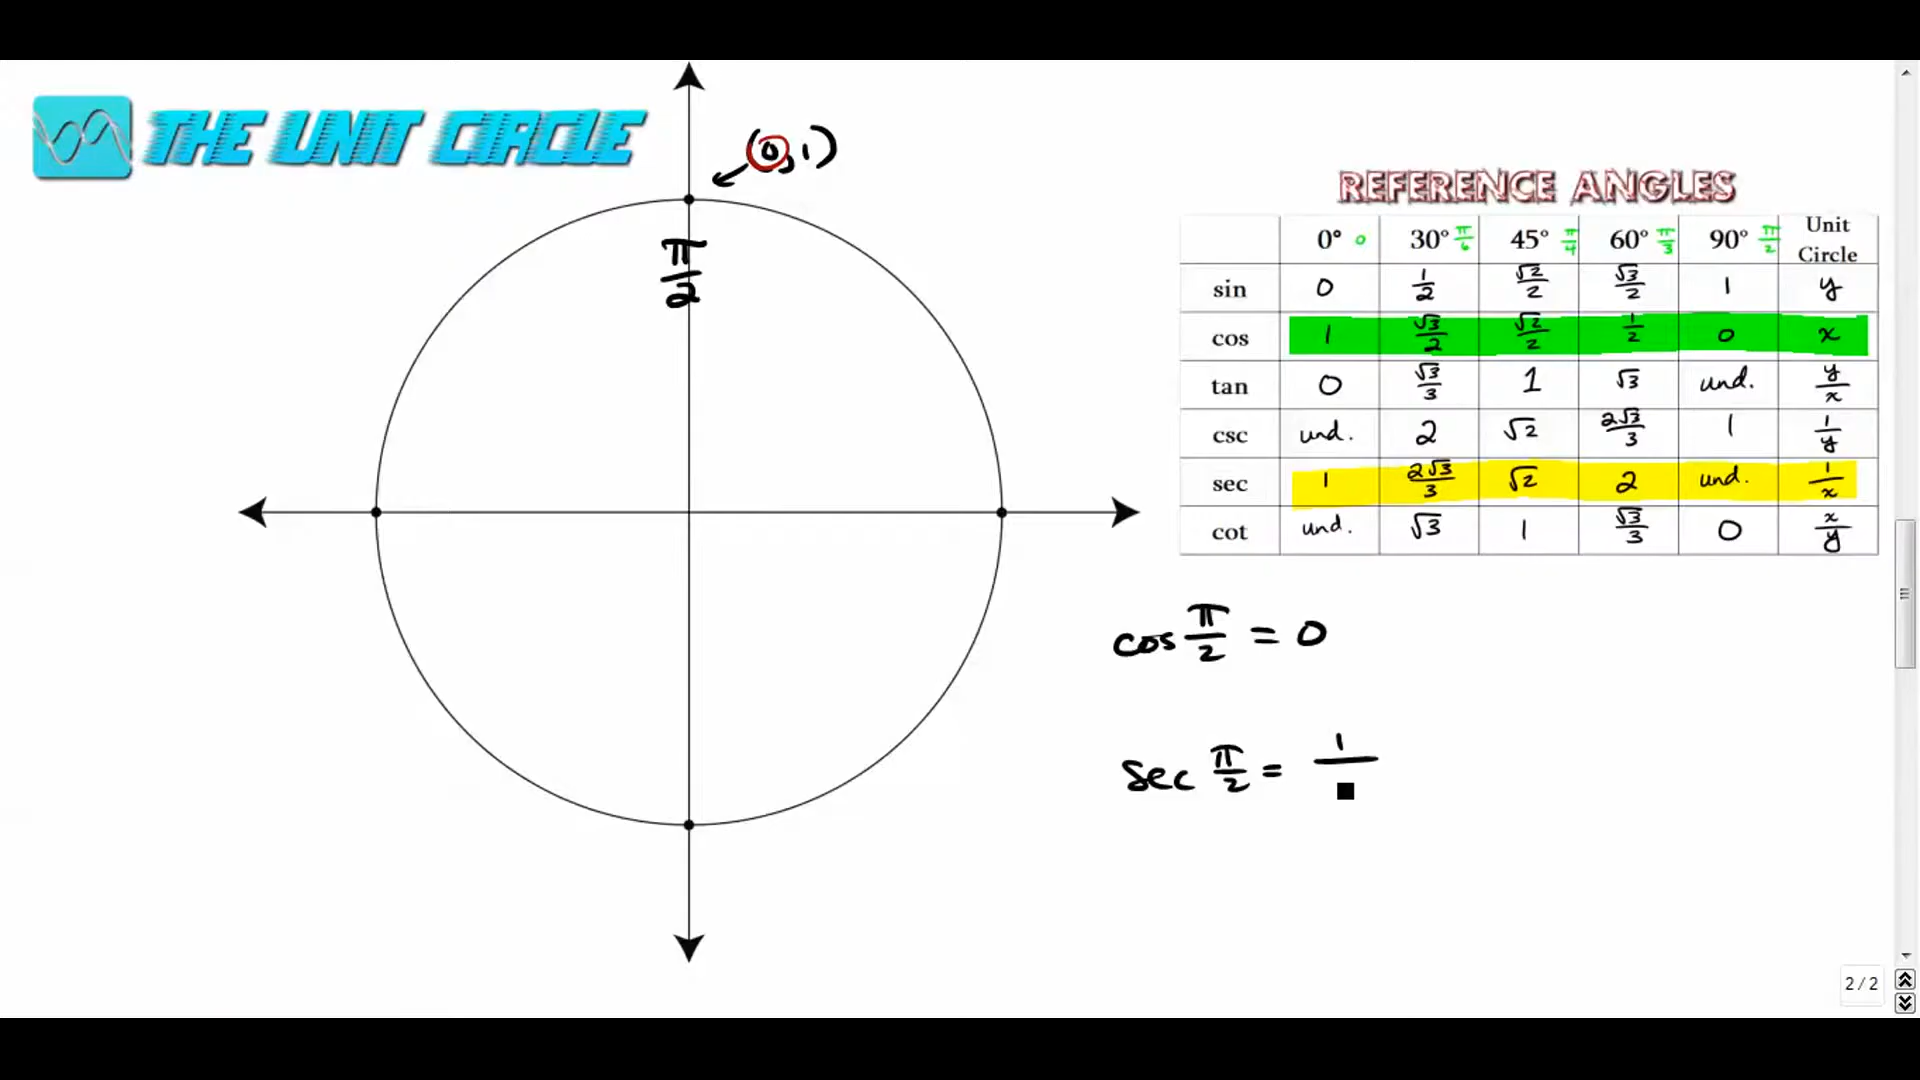 THE UNIT CIRCLE
(0,1)
π/2
REFERENCE ANGLES
0° 0 30° π/6 45° π/4 60° π/3 90° π/2 Unit Circle
sin 0 1/2 √2/2 √3/2 1 y
cos 1 √3/2 √2/2 1/2 0 x
tan 0 √3/3 1 √3 und. y/x
csc und. 2 √2 2√3/3 1 1/y
sec 1 2√3/3 √2 2 und. 1/x
cot und. √3 1 √3/3 0 x/y
cos π/2 = 0
sec π/2 = 1/
2 / 2